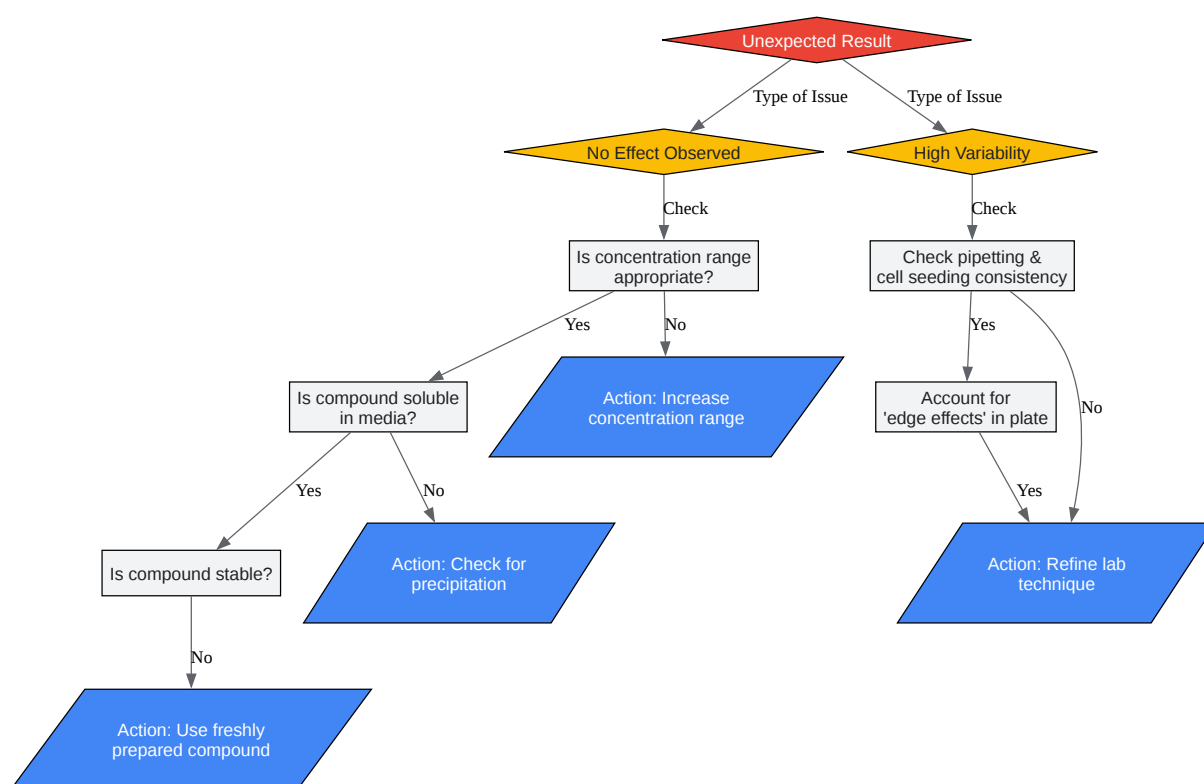 Unexpected Result
Type of Issue
Type of Issue
No Effect Observed
High Variability
Check
Check
Is concentration range
appropriate?
Check pipetting &
cell seeding consistency
Yes
No
Yes
Is compound soluble
in media?
Action: Increase
concentration range
Account for
'edge effects' in plate
No
Yes
No
Yes
Is compound stable?
Action: Check for
precipitation
Action: Refine lab
technique
No
Action: Use freshly
prepared compound